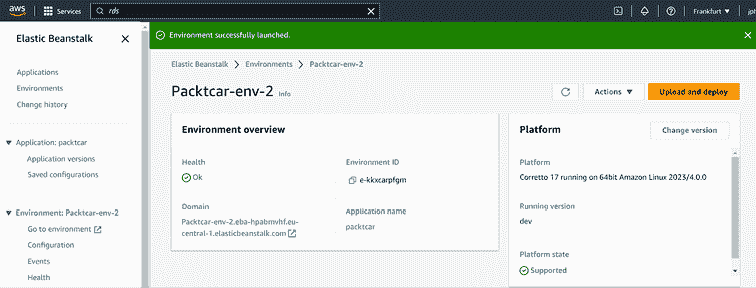 aws
Services
rds
Frankfurt
Elastic Beanstalk
Applications
Environments
Change history
Application: packtcar
Application versions
Saved configurations
Environment: Packtcar-env-2
Go to environment
Configuration
Events
Health
Environment successfully launched.
Elastic Beanstalk > Environments > Packtcar-env-2
Packtcar-env-2 Info
Actions
Upload and deploy
Environment overview
Health
Ok
Domain
Packtcar-env-2.eba-hpabmvhf.eu-
central-1.elasticbeanstalk.com
Environment ID
e-kkxcarpfgm
Application name
packtcar
Platform
Change version
Platform
Corretto 17 running on 64bit Amazon Linux 2023/4.0.0
Running version
dev
Platform state
Supported